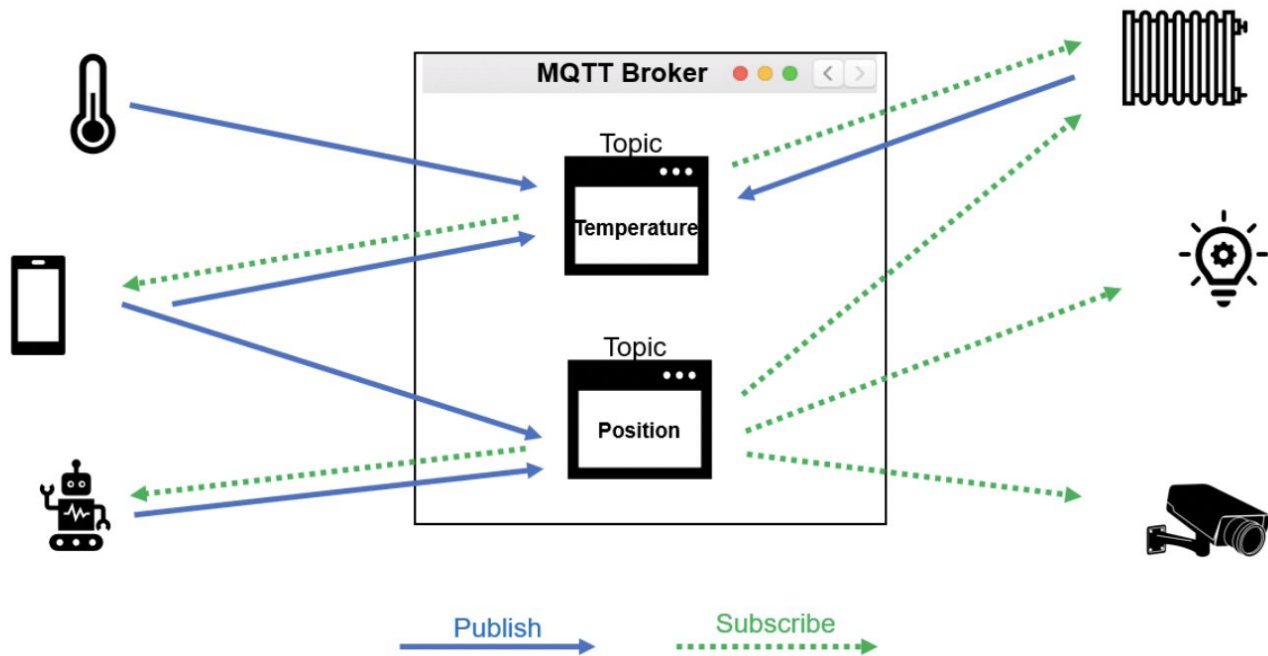 MQTT Broker
Topic
Temperature
Topic
Position
Publish
Subscribe